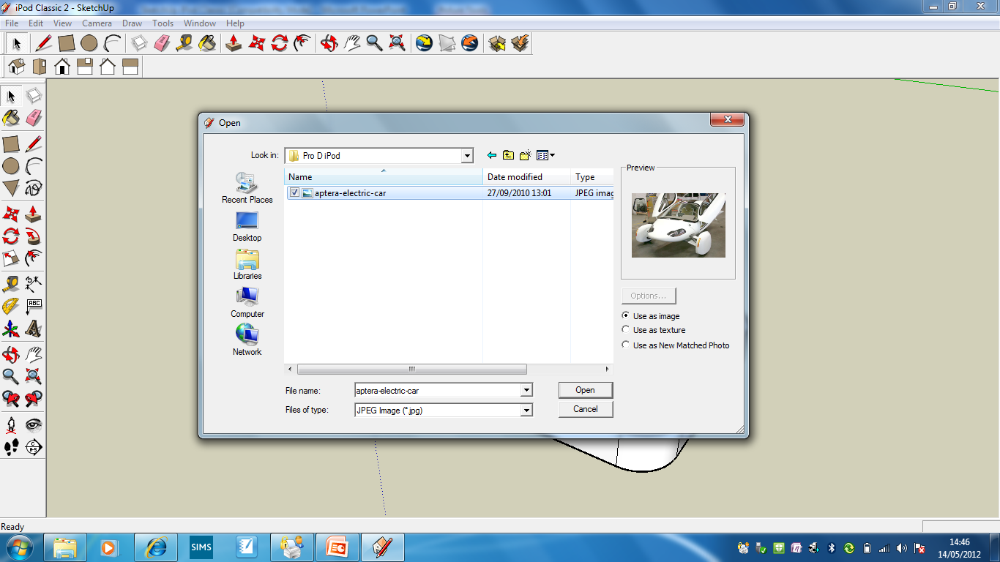 iPod Classic 2 - SketchUp
File Edit View Camera Draw Tools Window Help
Open
Look in: Pro D iPod
Name Date modified Type
aptera-electric-car 27/09/2010 13:01 JPEG imag
Recent Places
Desktop
Libraries
Computer
Network
Preview
Options...
Use as image
Use as texture
Use as New Matched Photo
File name: aptera-electric-car Open
Files of type: JPEG Image (*.jpg) Cancel
ABC
A
Ready
SIMS
14:46
14/05/2012